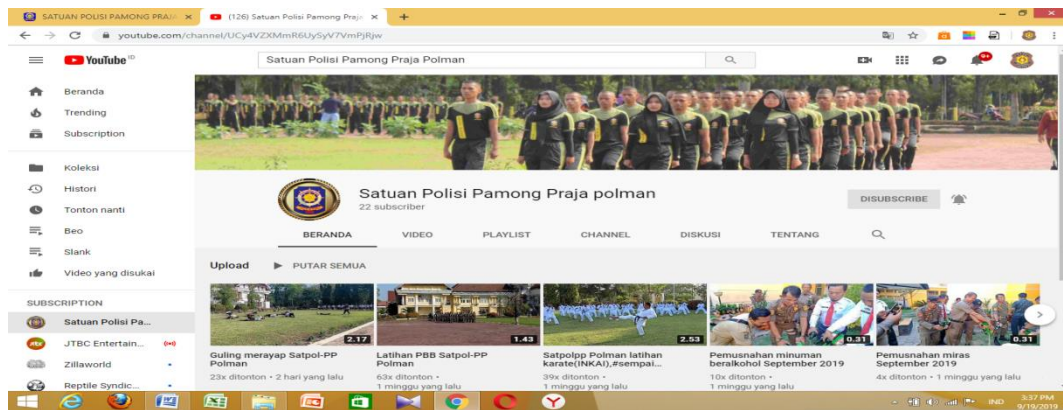 SATUAN POLISI PAMONG PRAJA
(126) Satuan Polisi Pamong Praja
youtube.com/channel/UCy4VZXMmR6UySyV7VmPjRjw
YouTube ID
Satuan Polisi Pamong Praja Polman
9+
Beranda
Trending
Subscription
Koleksi
Histori
Tonton nanti
Beo
Slank
Video yang disukai
SUBSCRIPTION
Satuan Polisi Pa...
JTBC Entertain...
Zillaworld
Reptile Syndic...
Satuan Polisi Pamong Praja polman
22 subscriber
DISUBSCRIBE
BERANDA VIDEO PLAYLIST CHANNEL DISKUSI TENTANG
Upload PUTAR SEMUA
2.17
1.43
2.53
0.31
0.31
Guling merayap Satpol-PP
Polman
23x ditonton • 2 hari yang lalu
Latihan PBB Satpol-PP
Polman
63x ditonton •
1 minggu yang lalu
Satpolpp Polman latihan
karate(INKAI),#sempai...
39x ditonton •
1 minggu yang lalu
Pemusnahan minuman
beralkohol September 2019
10x ditonton •
1 minggu yang lalu
Pemusnahan miras
September 2019
4x ditonton • 1 minggu yang lalu
IND
3:37 PM
9/19/2019